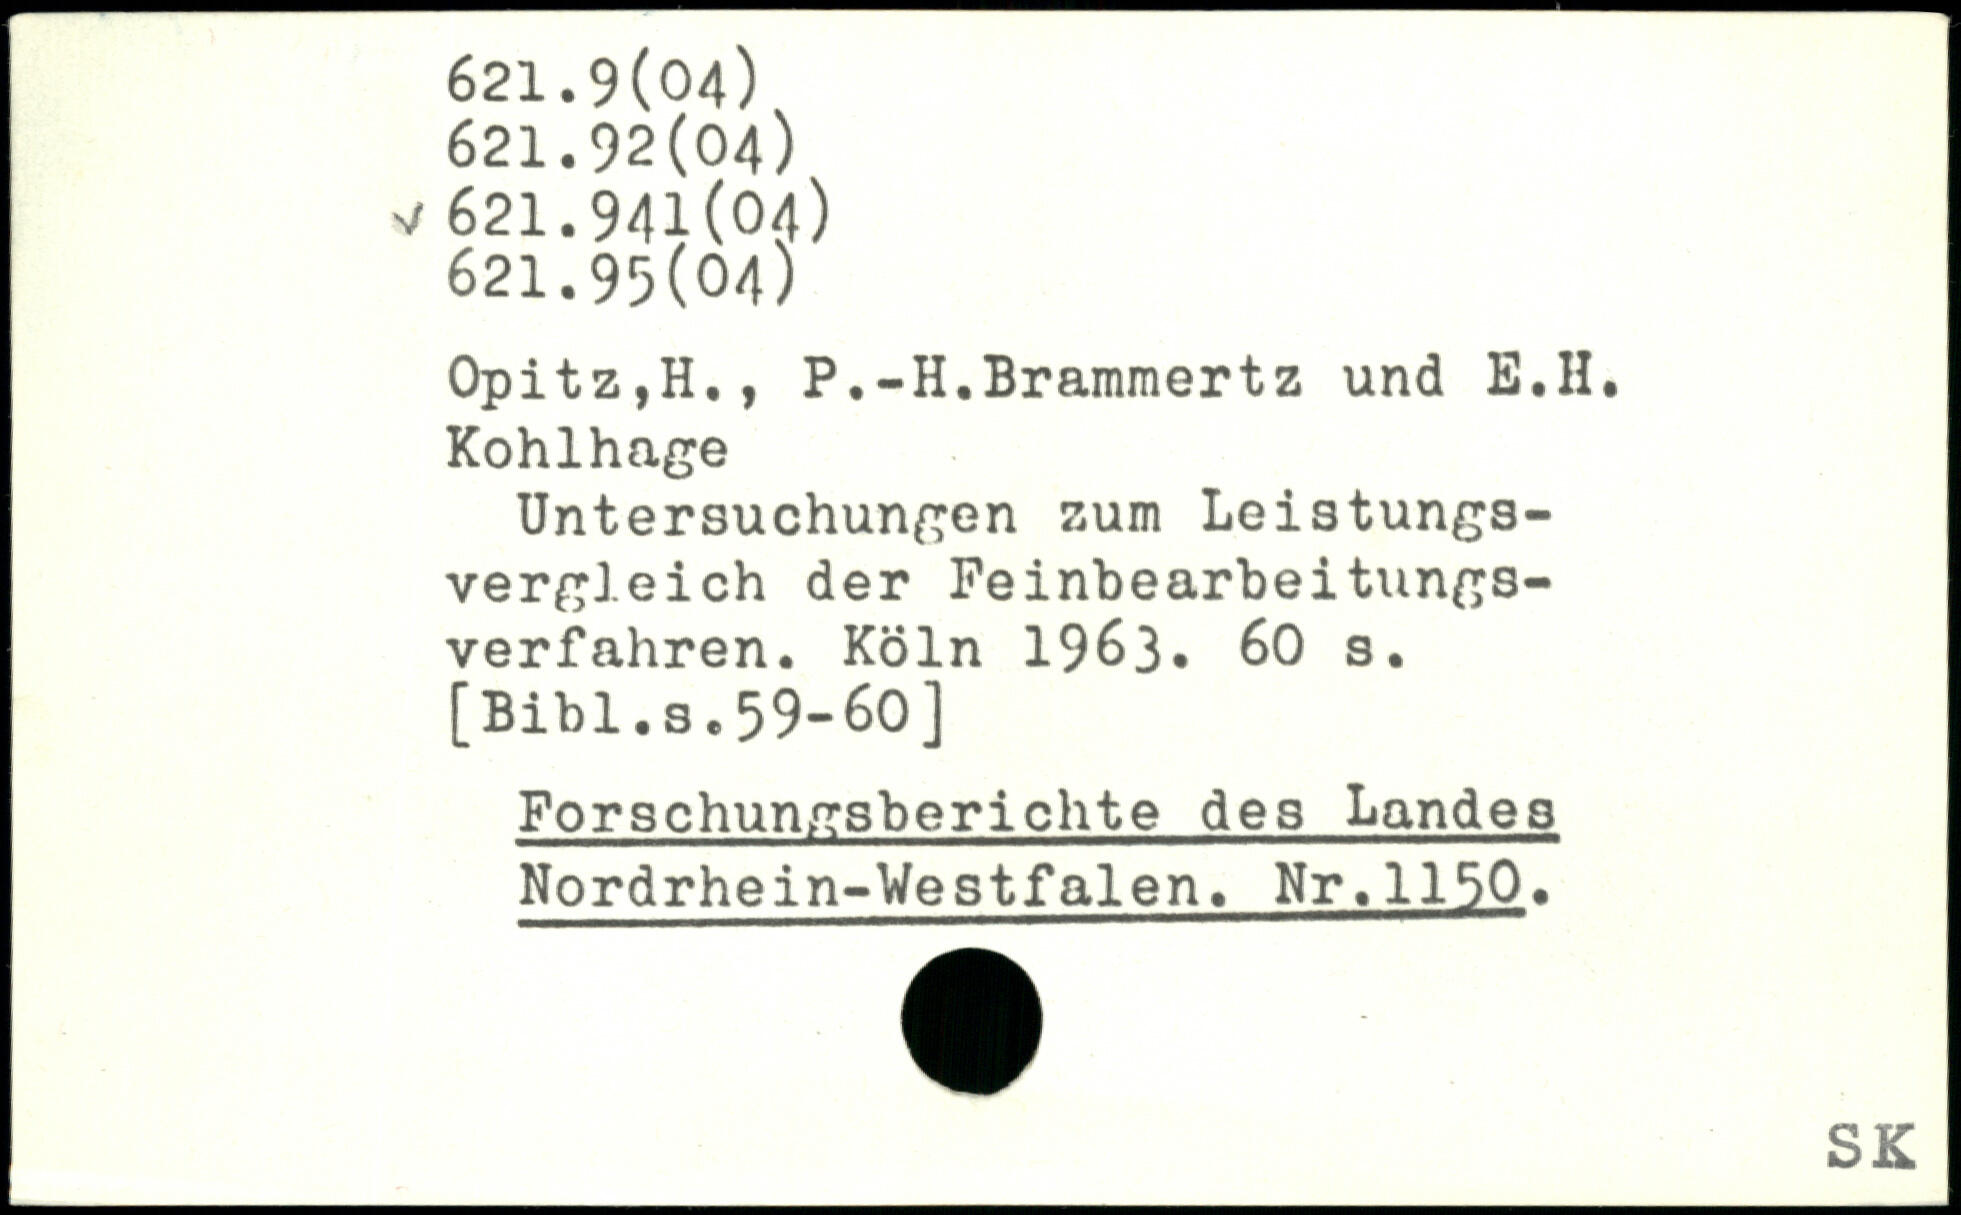 621.9(04)
621.92(04)
✓ 621.941(04)
621.95(04)
Opitz,H., P.-H.Brammertz und E.H.
Kohlhage
Untersuchungen zum Leistungs-
vergleich der Feinbearbeitungs-
verfahren. Köln 1963. 60 s.
[Bibl.s.59-60]
Forschungsberichte des Landes
Nordrhein-Westfalen. Nr.1150.
SK